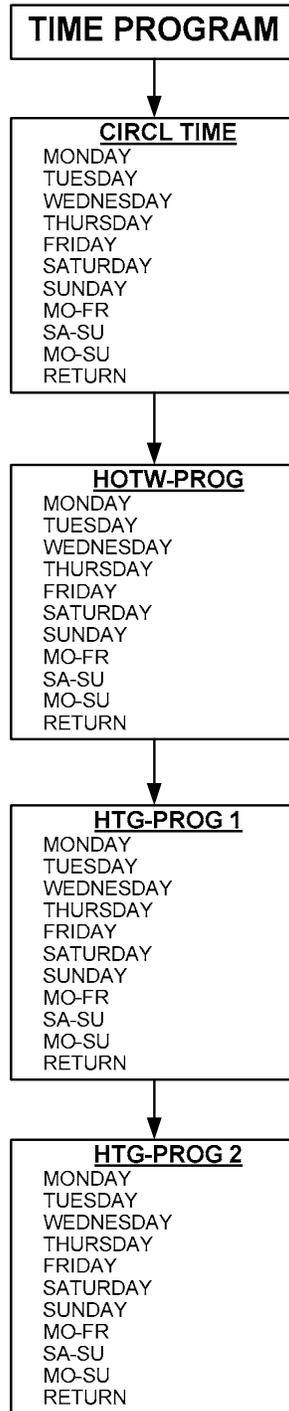 TIME PROGRAM
CIRCL TIME
MONDAY
TUESDAY
WEDNESDAY
THURSDAY
FRIDAY
SATURDAY
SUNDAY
MO-FR
SA-SU
MO-SU
RETURN
HOTW-PROG
MONDAY
TUESDAY
WEDNESDAY
THURSDAY
FRIDAY
SATURDAY
SUNDAY
MO-FR
SA-SU
MO-SU
RETURN
HTG-PROG 1
MONDAY
TUESDAY
WEDNESDAY
THURSDAY
FRIDAY
SATURDAY
SUNDAY
MO-FR
SA-SU
MO-SU
RETURN
HTG-PROG 2
MONDAY
TUESDAY
WEDNESDAY
THURSDAY
FRIDAY
SATURDAY
SUNDAY
MO-FR
SA-SU
MO-SU
RETURN